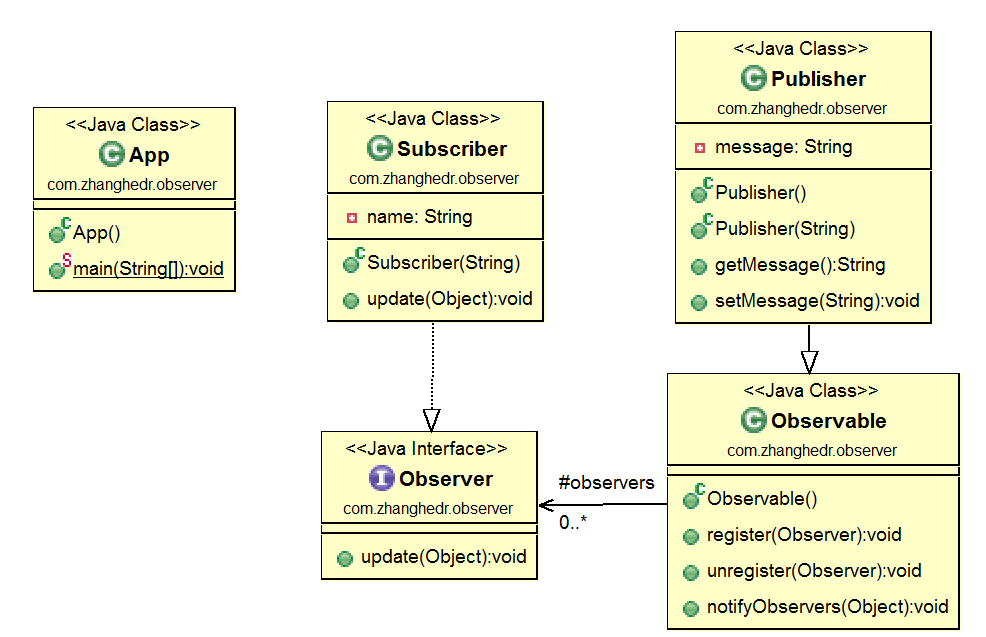 <<Java Class>>
App
com.zhanghedr.observer
App()
main(String[]):void
<<Java Class>>
Subscriber
com.zhanghedr.observer
name: String
Subscriber(String)
update(Object):void
<<Java Class>>
Publisher
com.zhanghedr.observer
message: String
Publisher()
Publisher(String)
getMessage():String
setMessage(String):void
<<Java Interface>>
Observer
com.zhanghedr.observer
update(Object):void
#observers
0..*
<<Java Class>>
Observable
com.zhanghedr.observer
Observable()
register(Observer):void
unregister(Observer):void
notifyObservers(Object):void